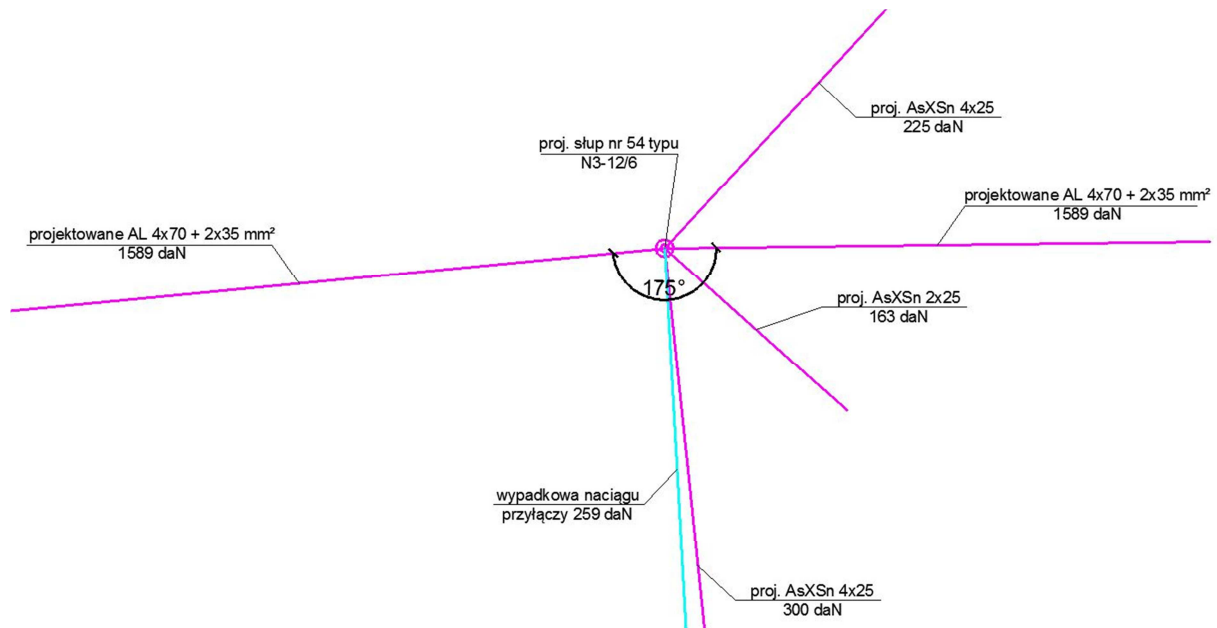 proj. AsXSn 4x25
225 daN
proj. słup nr 54 typu
N3-12/6
projektowane AL 4x70 + 2x35 mm²
1589 daN
projektowane AL 4x70 + 2x35 mm²
1589 daN
175°
proj. AsXSn 2x25
163 daN
wypadkowa naciągu
przyłączy 259 daN
proj. AsXSn 4x25
300 daN